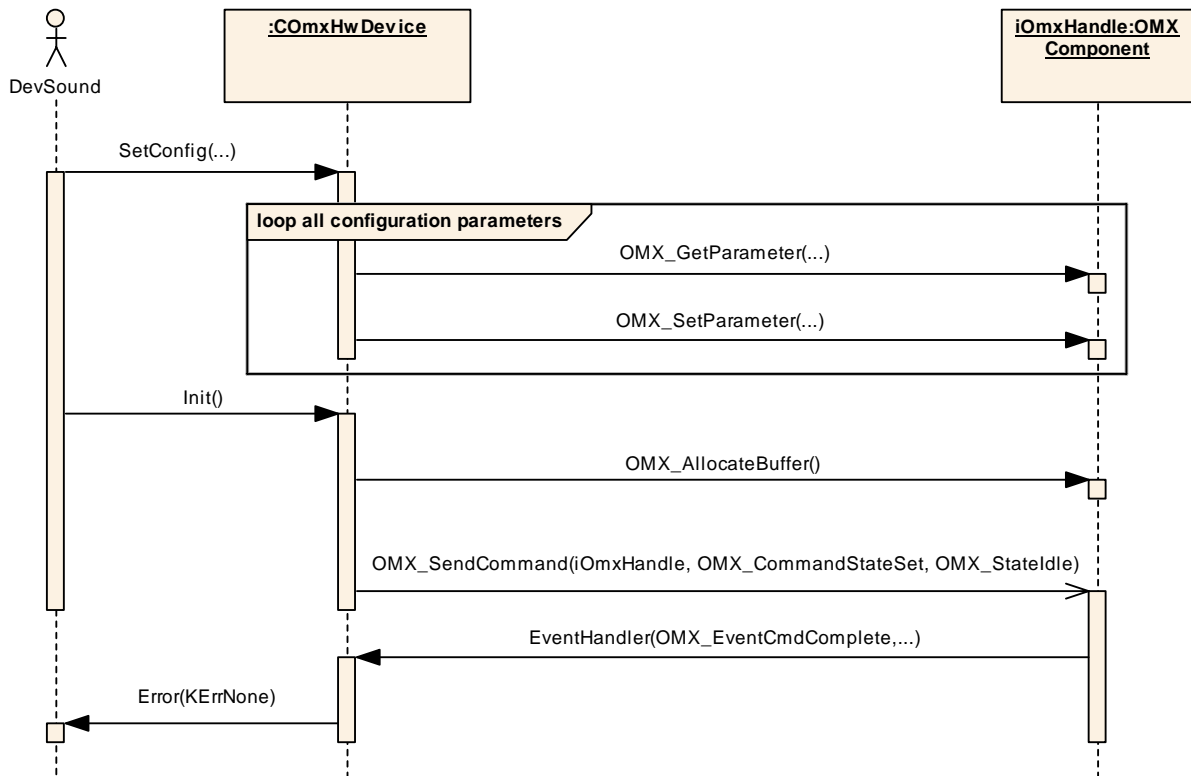 :COmxHwDevice
iOmxHandle:OMX
Component
DevSound
SetConfig(...)
loop all configuration parameters
OMX_GetParameter(...)
OMX_SetParameter(...)
Init()
OMX_AllocateBuffer()
OMX_SendCommand(iOmxHandle, OMX_CommandStateSet, OMX_StateIdle)
EventHandler(OMX_EventCmdComplete,...)
Error(KErrNone)